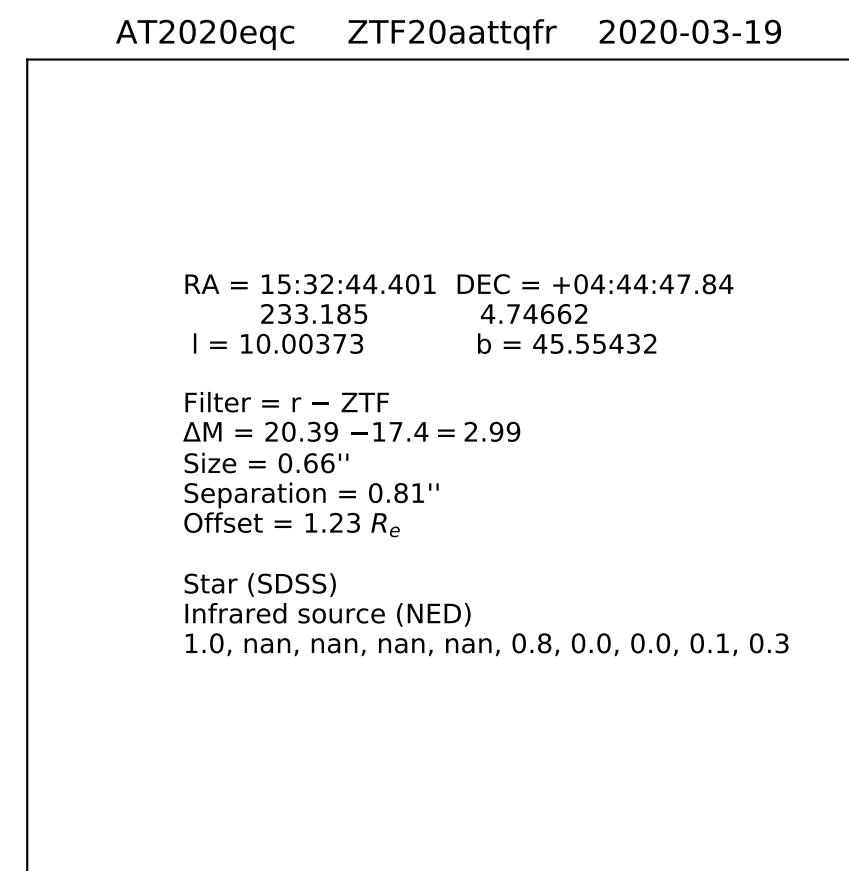 AT2020eqc ZTF20aattqfr 2020-03-19
RA = 15:32:44.401 DEC = +04:44:47.84
233.185 4.74662
l = 10.00373 b = 45.55432
Filter = r − ZTF
ΔM = 20.39 −17.4 = 2.99
Size = 0.66''
Separation = 0.81''
Offset = 1.23 Rₑ
Star (SDSS)
Infrared source (NED)
1.0, nan, nan, nan, nan, 0.8, 0.0, 0.0, 0.1, 0.3